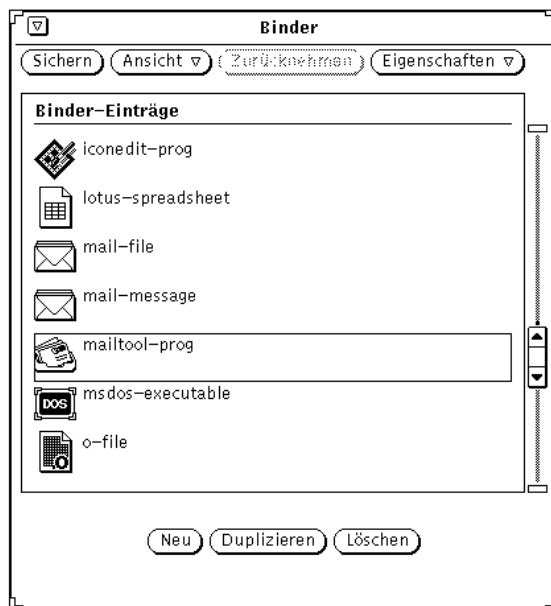 Binder
Sichern Ansicht Zurücknehmen Eigenschaften
Binder-Einträge
iconedit-prog
lotus-spreadsheet
mail-file
mail-message
mailtool-prog
DOS msdos-executable
.O o-file
Neu Duplizieren Löschen